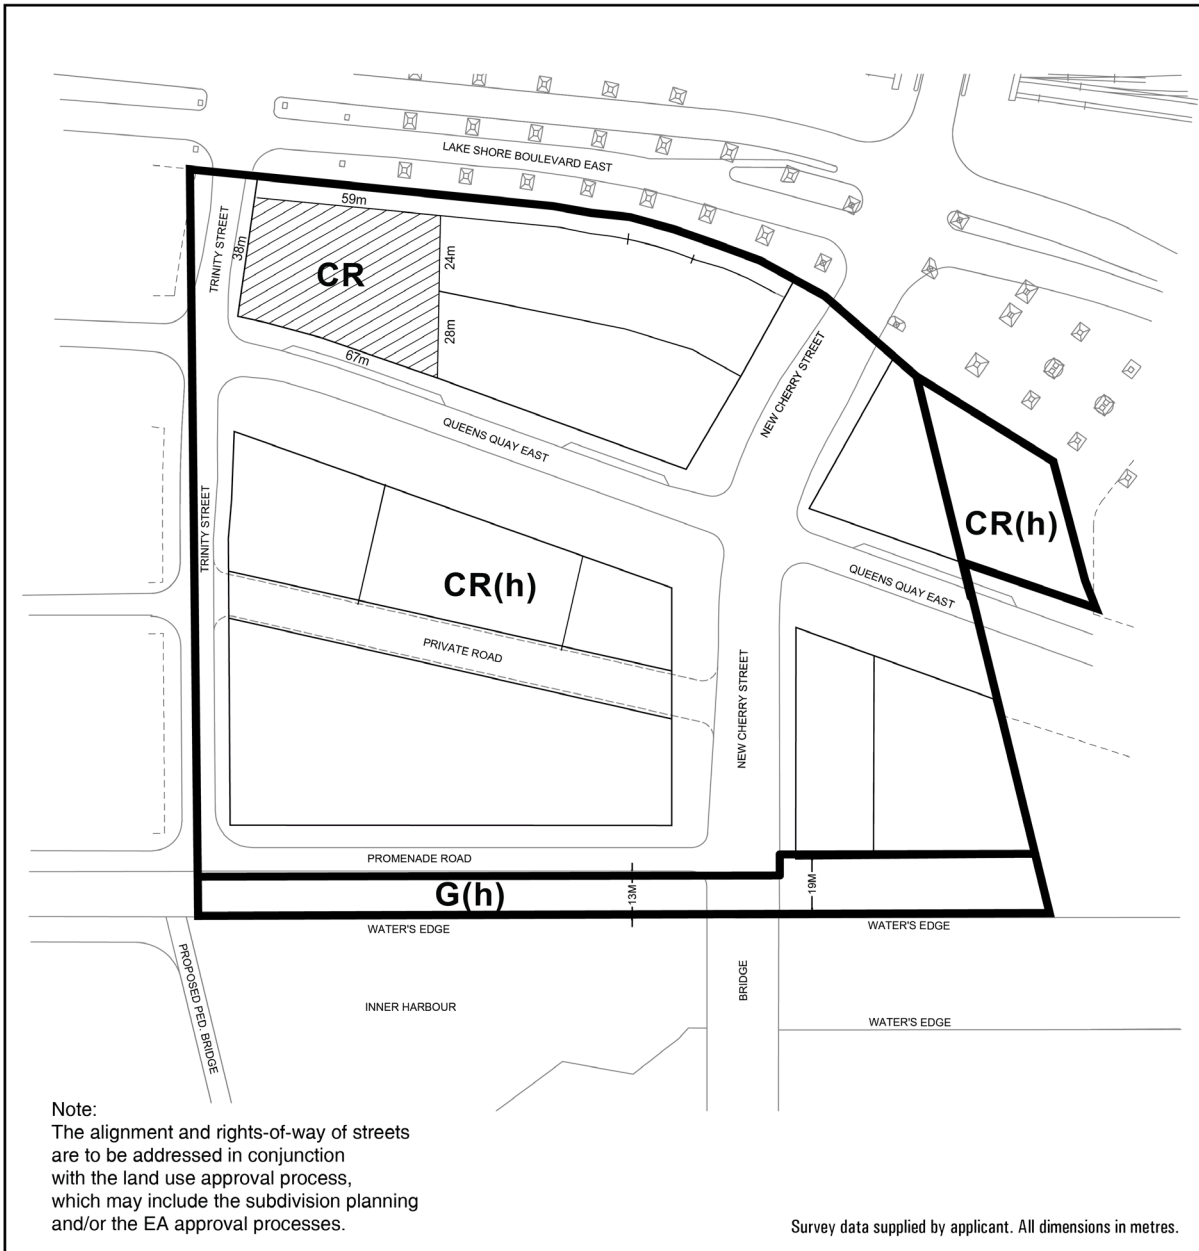 LAKE SHORE BOULEVARD EAST
59m
TRINITY STREET
38m
CR
24m
28m
67m
NEW CHERRY STREET
QUEENS QUAY EAST
TRINITY STREET
CR(h)
CR(h)
QUEENS QUAY EAST
PRIVATE ROAD
NEW CHERRY STREET
PROMENADE ROAD
G(h)
13M
19M
WATER'S EDGE
WATER'S EDGE
PROPOSED PED. BRIDGE
BRIDGE
INNER HARBOUR
WATER'S EDGE
Note:
The alignment and rights-of-way of streets
are to be addressed in conjunction
with the land use approval process,
which may include the subdivision planning
and/or the EA approval processes.
Survey data supplied by applicant. All dimensions in metres.